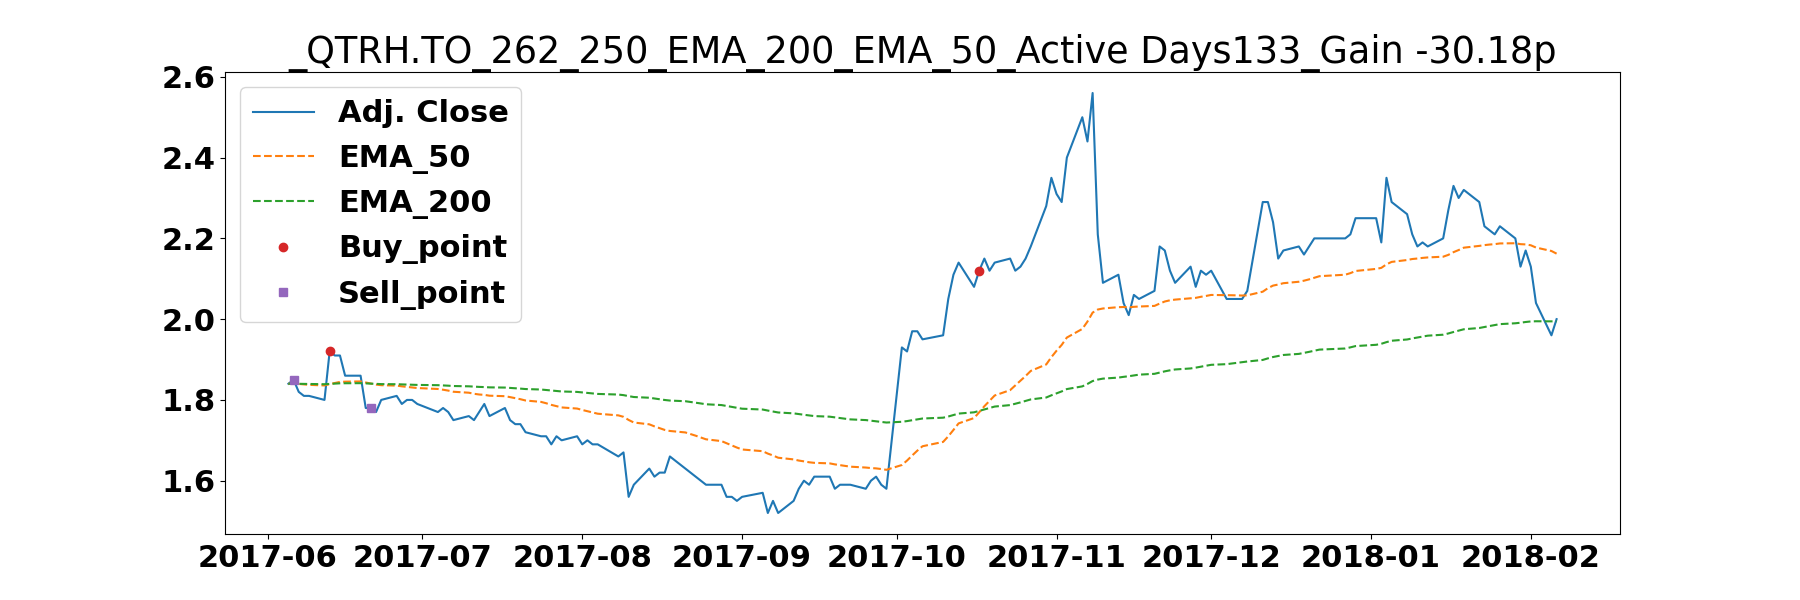 _QTRH.TO_262_250_EMA_200_EMA_50_Active Days133_Gain -30.18p
2.6
2.4
2.2
2.0
1.8
1.6
Adj. Close
EMA_50
EMA_200
Buy_point
Sell_point
2017-06 2017-07 2017-08 2017-09 2017-10 2017-11 2017-12 2018-01 2018-02